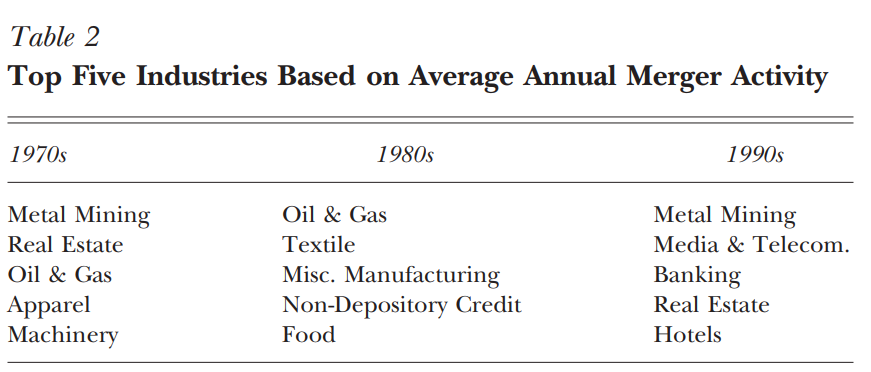 Table 2
Top Five Industries Based on Average Annual Merger Activity
1970s 1980s 1990s
Metal Mining Oil & Gas Metal Mining
Real Estate Textile Media & Telecom.
Oil & Gas Misc. Manufacturing Banking
Apparel Non-Depository Credit Real Estate
Machinery Food Hotels